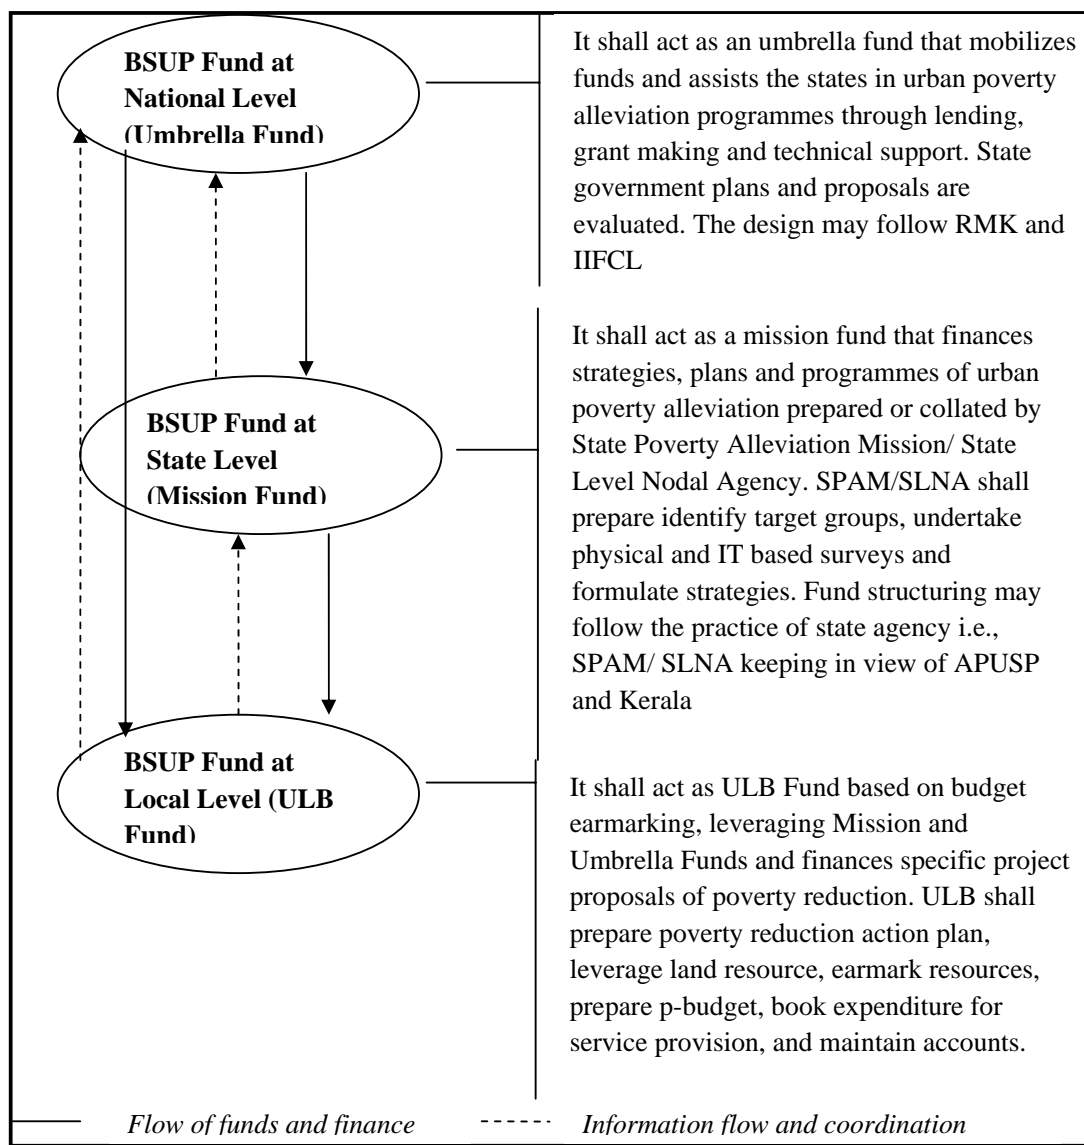 BSUP Fund at
National Level
(Umbrella Fund)
It shall act as an umbrella fund that mobilizes
funds and assists the states in urban poverty
alleviation programmes through lending,
grant making and technical support. State
government plans and proposals are
evaluated. The design may follow RMK and
IIFCL
BSUP Fund at
State Level
(Mission Fund)
It shall act as a mission fund that finances
strategies, plans and programmes of urban
poverty alleviation prepared or collated by
State Poverty Alleviation Mission/ State
Level Nodal Agency. SPAM/SLNA shall
prepare identify target groups, undertake
physical and IT based surveys and
formulate strategies. Fund structuring may
follow the practice of state agency i.e.,
SPAM/ SLNA keeping in view of APUSP
and Kerala
BSUP Fund at
Local Level (ULB
Fund)
It shall act as ULB Fund based on budget
earmarking, leveraging Mission and
Umbrella Funds and finances specific project
proposals of poverty reduction. ULB shall
prepare poverty reduction action plan,
leverage land resource, earmark resources,
prepare p-budget, book expenditure for
service provision, and maintain accounts.
Flow of funds and finance
Information flow and coordination